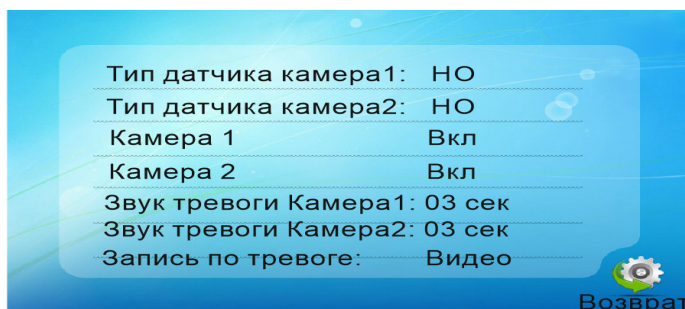 Тип датчика камера1: НО
Тип датчика камера2: НО
Камера 1 Вкл
Камера 2 Вкл
Звук тревоги Камера1: 03 сек
Звук тревоги Камера2: 03 сек
Запись по тревоге: Видео
Возврат